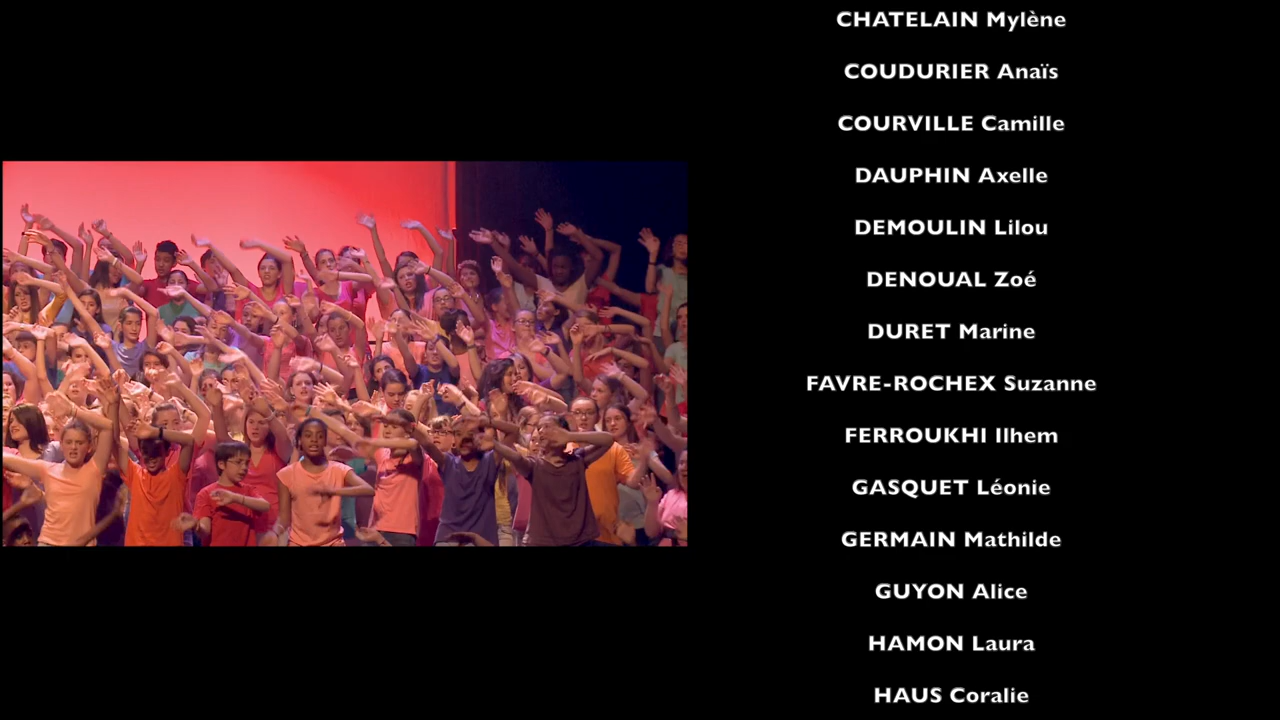 CHATELAIN Mylène
COUDURIER Anaïs
COURVILLE Camille
DAUPHIN Axelle
DEMOULIN Lilou
DENOUAL Zoé
DURET Marine
FAVRE-ROCHEX Suzanne
FERROUKHI Ilhem
GASQUET Léonie
GERMAIN Mathilde
GUYON Alice
HAMON Laura
HAUS Coralie